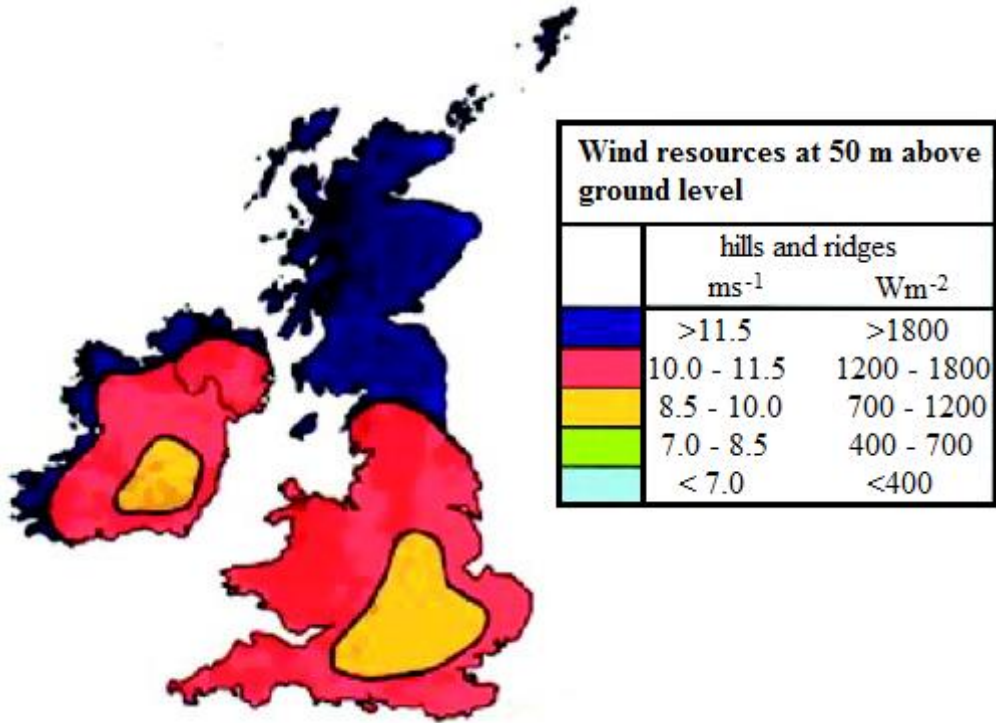 Wind resources at 50 m above
ground level
hills and ridges
ms-1 Wm-2
>11.5 >1800
10.0 - 11.5 1200 - 1800
8.5 - 10.0 700 - 1200
7.0 - 8.5 400 - 700
< 7.0 <400